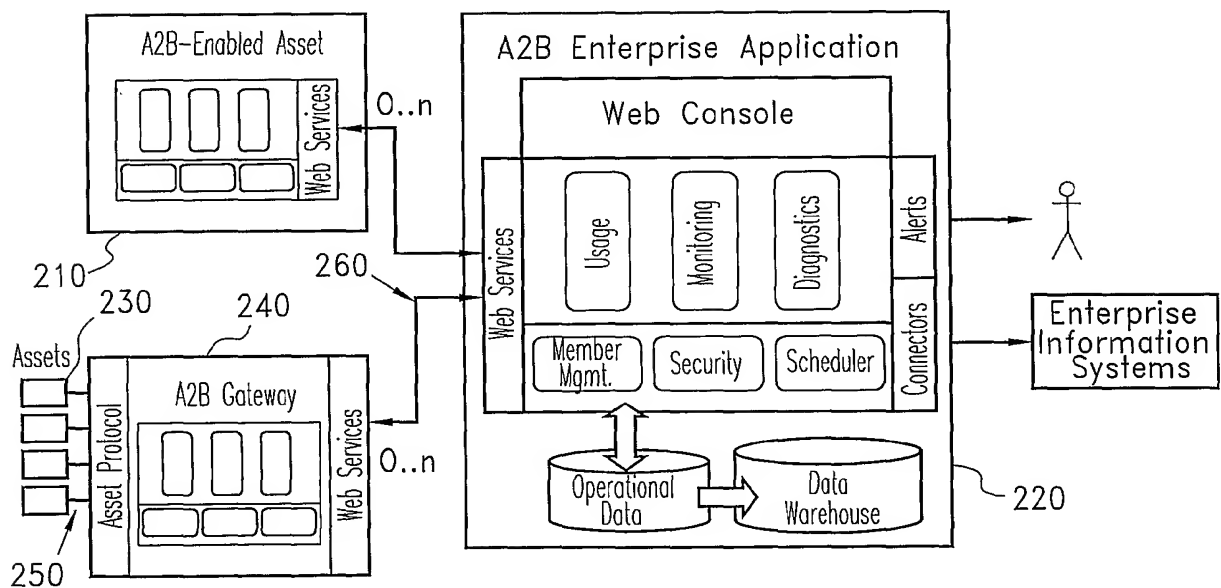 A2B-Enabled Asset
Web Services
0..n
210
230
Assets
240
A2B Gateway
Asset Protocol
Web Services
0..n
250
260
A2B Enterprise Application
Web Console
Web Services
Usage
Monitoring
Diagnostics
Alerts
Member
Mgmt.
Security
Scheduler
Connectors
Operational
Data
Data
Warehouse
220
Enterprise
Information
Systems